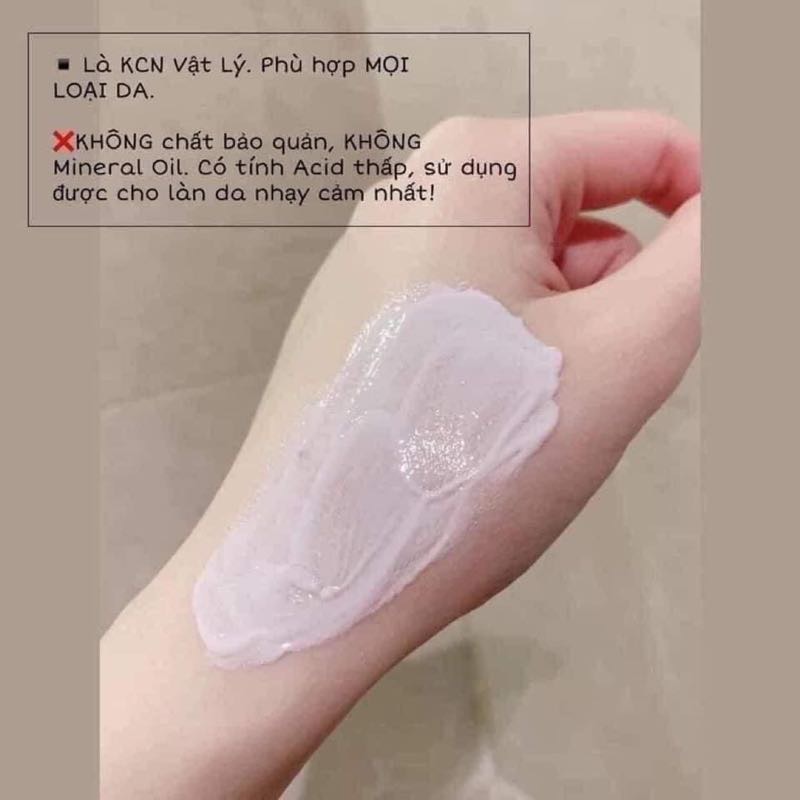 ▪ Là KCN Vật Lý. Phù hợp MỌI
LOẠI DA.
❌KHÔNG chất bảo quản, KHÔNG
Mineral Oil. Có tính Acid thấp, sử dụng
được cho làn da nhạy cảm nhất!